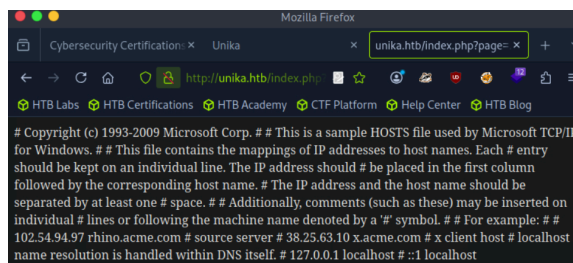 Mozilla Firefox
Cybersecurity Certifications × Unika × unika.htb/index.php?page= × +
http://unika.htb/index.php
HTB Labs HTB Certifications HTB Academy CTF Platform Help Center HTB Blog
# Copyright (c) 1993-2009 Microsoft Corp. # # This is a sample HOSTS file used by Microsoft TCP/IP
for Windows. # # This file contains the mappings of IP addresses to host names. Each # entry
should be kept on an individual line. The IP address should # be placed in the first column
followed by the corresponding host name. # The IP address and the host name should be
separated by at least one # space. # # Additionally, comments (such as these) may be inserted on
individual # lines or following the machine name denoted by a '#' symbol. # # For example: # #
102.54.94.97 rhino.acme.com # source server # 38.25.63.10 x.acme.com # x client host # localhost
name resolution is handled within DNS itself. # 127.0.0.1 localhost # ::1 localhost